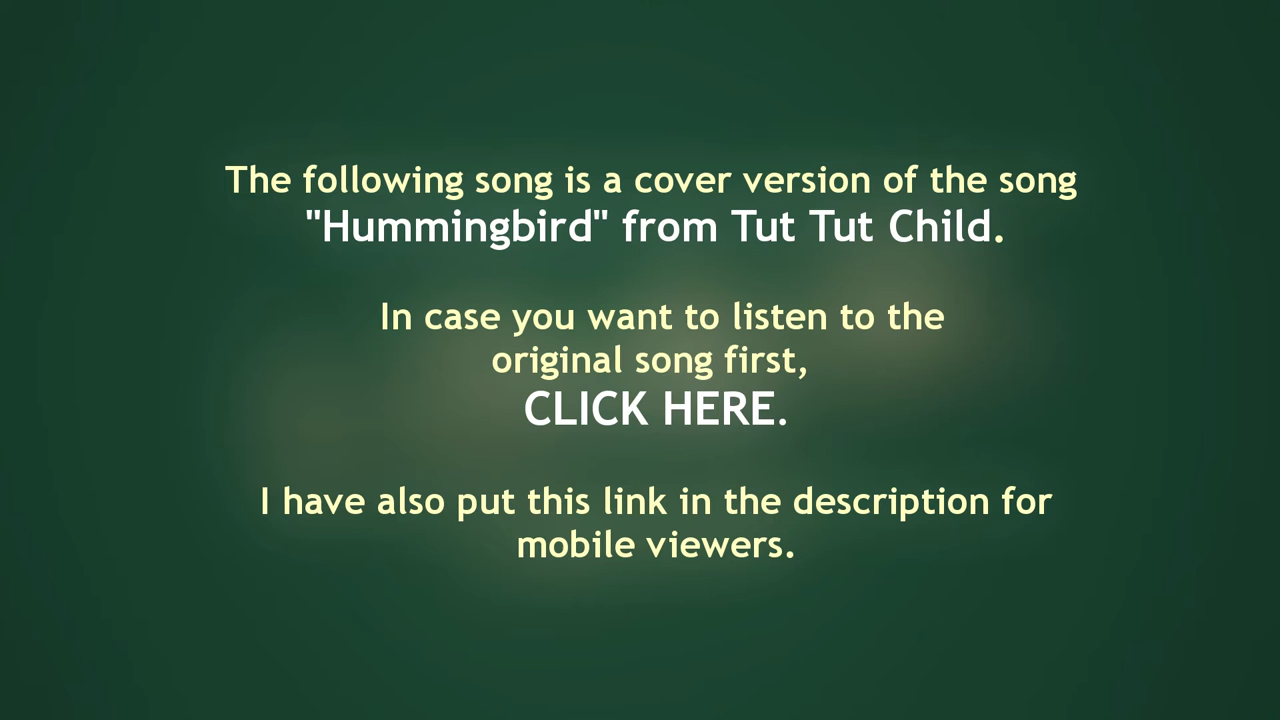 The following song is a cover version of the song
"Hummingbird" from Tut Tut Child.
In case you want to listen to the
original song first,
CLICK HERE.
I have also put this link in the description for
mobile viewers.